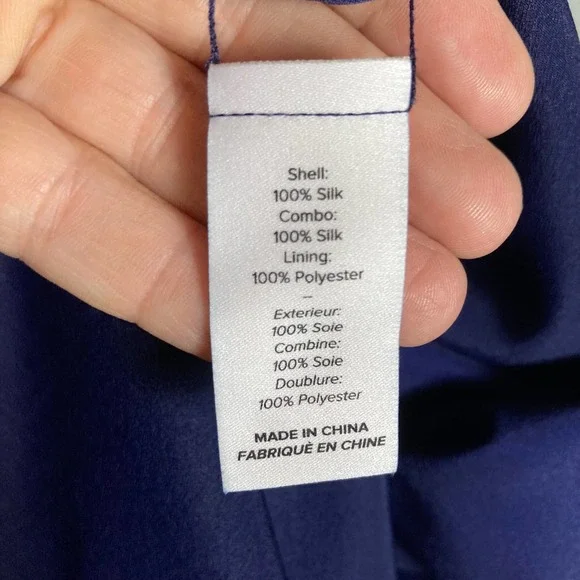 Shell:
100% Silk
Combo:
100% Silk
Lining:
100% Polyester
–
Exterieur:
100% Soie
Combine:
100% Soie
Doublure:
100% Polyester
MADE IN CHINA
FABRIQUÈ EN CHINE